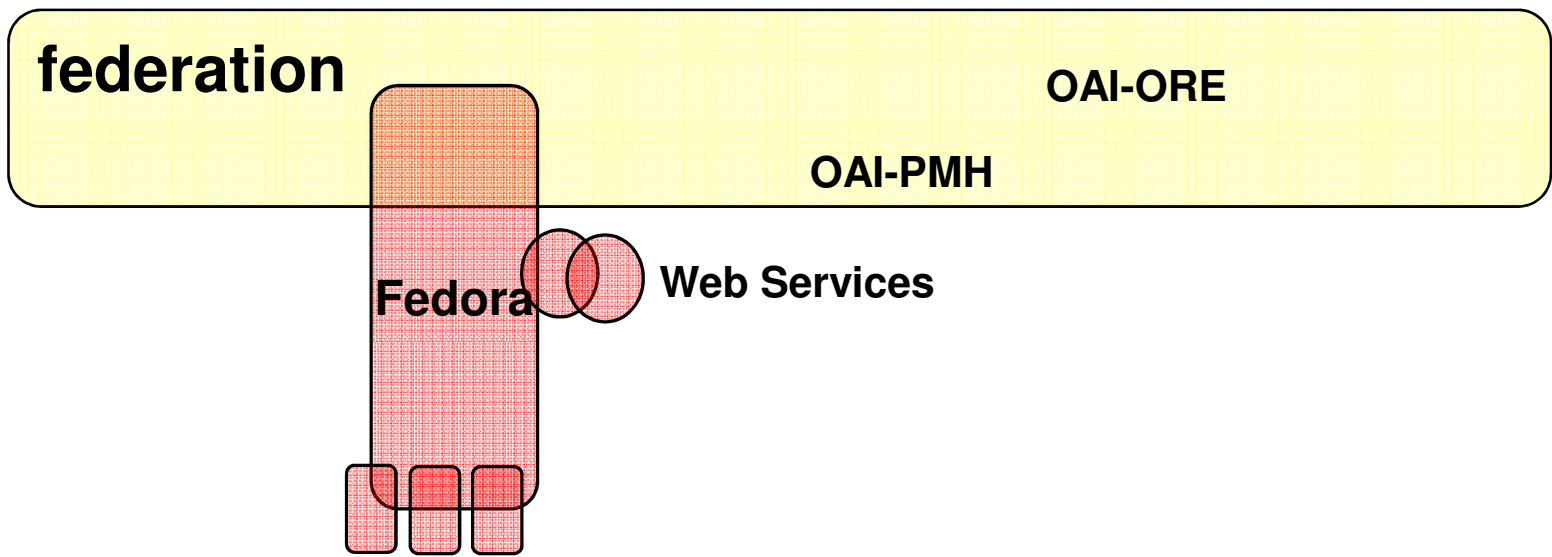 federation
OAI-ORE
OAI-PMH
Web Services
Fedora